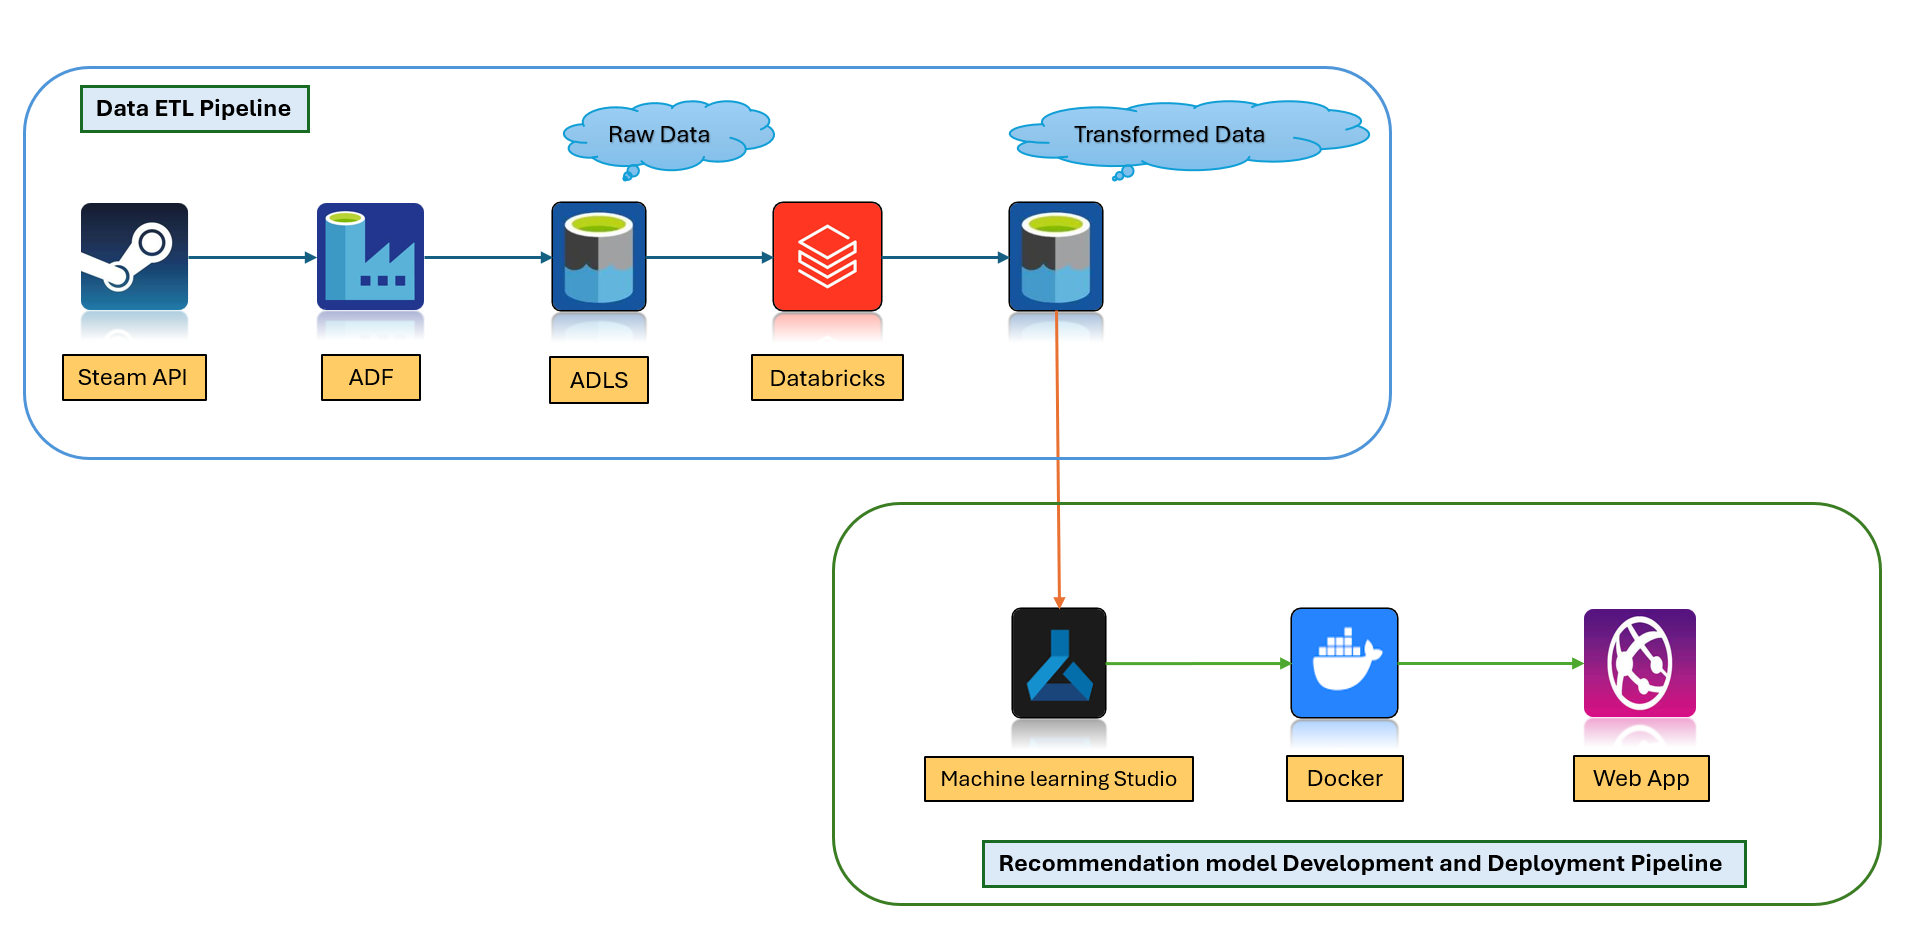 Data ETL Pipeline
Raw Data
Transformed Data
Steam API
ADF
ADLS
Databricks
Machine learning Studio
Docker
Web App
Recommendation model Development and Deployment Pipeline